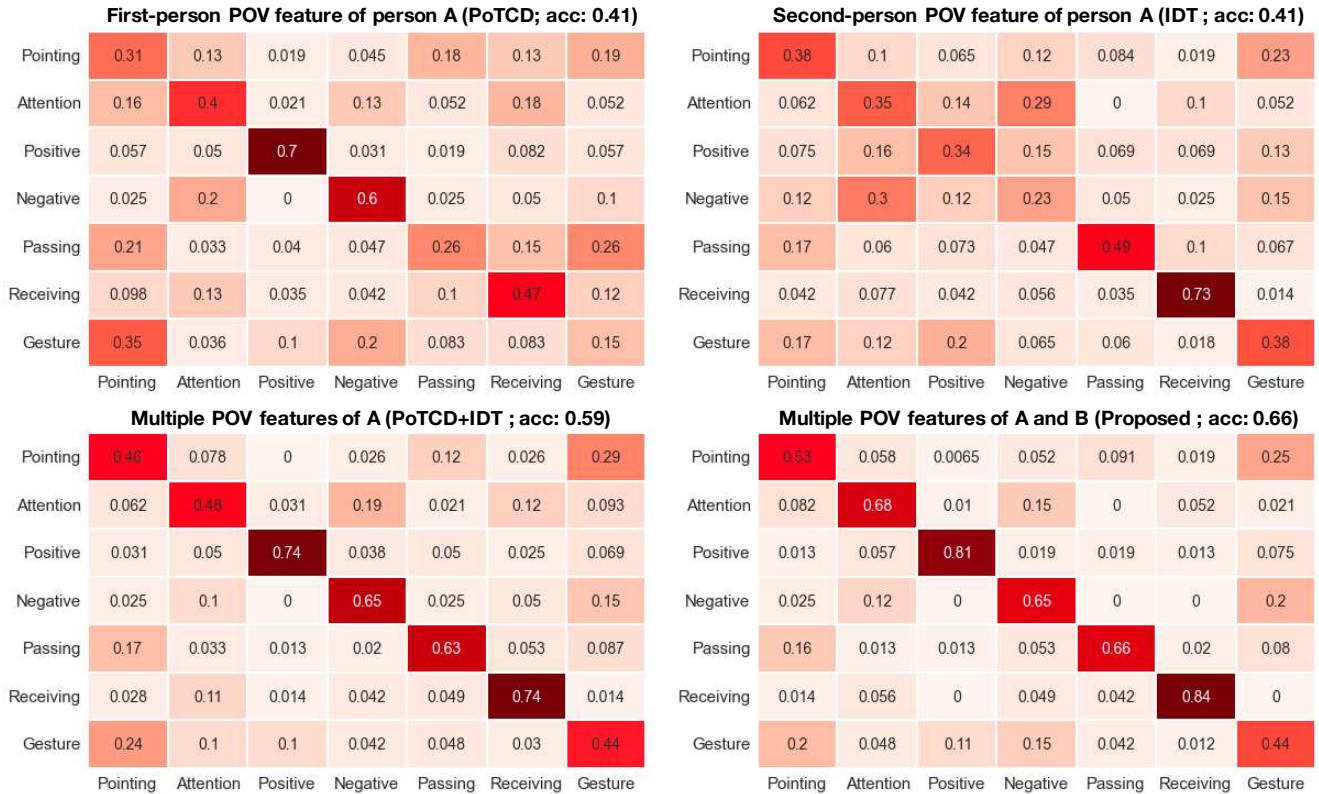 First-person POV feature of person A (PoTCD; acc: 0.41)
Pointing 0.31 0.13 0.019 0.045 0.18 0.13 0.19
Attention 0.16 0.4 0.021 0.13 0.052 0.18 0.052
Positive 0.057 0.05 0.7 0.031 0.019 0.082 0.057
Negative 0.025 0.2 0 0.6 0.025 0.05 0.1
Passing 0.21 0.033 0.04 0.047 0.26 0.15 0.26
Receiving 0.098 0.13 0.035 0.042 0.1 0.47 0.12
Gesture 0.35 0.036 0.1 0.2 0.083 0.083 0.15
Pointing Attention Positive Negative Passing Receiving Gesture
Second-person POV feature of person A (IDT ; acc: 0.41)
Pointing 0.38 0.1 0.065 0.12 0.084 0.019 0.23
Attention 0.062 0.35 0.14 0.29 0 0.1 0.052
Positive 0.075 0.16 0.34 0.15 0.069 0.069 0.13
Negative 0.12 0.3 0.12 0.23 0.05 0.025 0.15
Passing 0.17 0.06 0.073 0.047 0.49 0.1 0.067
Receiving 0.042 0.077 0.042 0.056 0.035 0.73 0.014
Gesture 0.17 0.12 0.2 0.065 0.06 0.018 0.38
Pointing Attention Positive Negative Passing Receiving Gesture
Multiple POV features of A (PoTCD+IDT ; acc: 0.59)
Pointing 0.46 0.078 0 0.026 0.12 0.026 0.29
Attention 0.062 0.48 0.031 0.19 0.021 0.12 0.093
Positive 0.031 0.05 0.74 0.038 0.05 0.025 0.069
Negative 0.025 0.1 0 0.65 0.025 0.05 0.15
Passing 0.17 0.033 0.013 0.02 0.63 0.053 0.087
Receiving 0.028 0.11 0.014 0.042 0.049 0.74 0.014
Gesture 0.24 0.1 0.1 0.042 0.048 0.03 0.44
Pointing Attention Positive Negative Passing Receiving Gesture
Multiple POV features of A and B (Proposed ; acc: 0.66)
Pointing 0.53 0.058 0.0065 0.052 0.091 0.019 0.25
Attention 0.082 0.68 0.01 0.15 0 0.052 0.021
Positive 0.013 0.057 0.81 0.019 0.019 0.013 0.075
Negative 0.025 0.12 0 0.65 0 0 0.2
Passing 0.16 0.013 0.013 0.053 0.66 0.02 0.08
Receiving 0.014 0.056 0 0.049 0.042 0.84 0
Gesture 0.2 0.048 0.11 0.15 0.042 0.012 0.44
Pointing Attention Positive Negative Passing Receiving Gesture